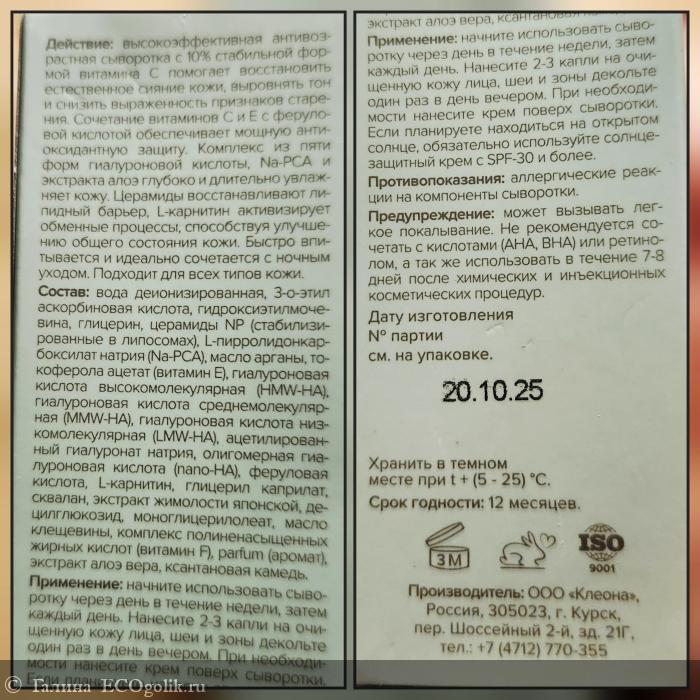 Действие: высокоэффективная антивоз-
растная сыворотка с 10% стабильной фор-
мой витамина С помогает восстановить
естественное сияние кожи, выровнять тон
и снизить выраженность признаков старе-
ния. Сочетание витаминов С и Е с ферул-
вой кислотой обеспечивает мощную анти-
оксидантную защиту. Комплекс из пяти
форм гиалуроновой кислоты, Na-PCA и
экстракта алоэ глубоко и длительно увлаж-
няет кожу. Церамиды восстанавливают ли-
пидный барьер, L-карнитин активизирует
обменные процессы, способствуя улучше-
нию общего состояния кожи. Быстро впи-
тывается и идеально сочетается с ночным
уходом. Подходит для всех типов кожи.
Состав: вода деионизированная, 3-о-этил
аскорбиновая кислота, гидроксиэтилмоче-
вина, глицерин, церамиды NP (стабилизи-
рованные в липосомах), L-пирролидонкар-
боксилат натрия (Na-PCA), масло арганы, то-
коферола ацетат (витамин Е), гиалуроновая
кислота высокомолекулярная (HMW-HA),
гиалуроновая кислота среднемолекуляр-
ная (MMW-HA), гиалуроновая кислота низ-
комолекулярная (LMW-HA), ацетилирован-
ный гиалуронат натрия, олигомерная гиа-
луроновая кислота (nano-HA), феруловая
кислота, L-карнитин, глицерил каприлат,
сквалан, экстракт жимолости японской, де-
цилглюкозид, моноглицерилолеат, масло
клещевины, комплекс полиненасыщенных
жирных кислот (витамин F), parfum (аромат),
экстракт алоэ вера, ксантановая камедь.
Применение: начните использовать сыво-
ротку через день в течение недели, затем
каждый день. Нанесите 2-3 капли на очи-
щенную кожу лица, шеи и зоны декольте
один раз в день вечером. При необходи-
мости нанесите крем поверх сыворотки.
Если
экстракт алоэ вера, ксантановая
Применение: начните использовать сыво-
ротку через день в течение недели, затем
каждый день. Нанесите 2-3 капли на очи-
щенную кожу лица, шеи и зоны декольте
один раз в день вечером. При необходи-
мости нанесите крем поверх сыворотки.
Если планируете находиться на открытом
солнце, обязательно используйте солнце-
защитный крем с SPF-30 и более.
Противопоказания: аллергические реак-
ции на компоненты сыворотки.
Предупреждение: может вызывать лег-
кое покалывание. Не рекомендуется со-
четать с кислотами (AHA, BHA) или ретино-
лом, а так же использовать в течение 7-8
дней после химических и инъекционных
косметических процедур.
Дата изготовления
№ партии
см. на упаковке.
20.10.25
Хранить в темном
месте при t + (5 - 25) °C.
Срок годности: 12 месяцев.
3М
ISO
9001
Производитель: ООО «Клеона»,
Россия, 305023, г. Курск,
пер. Шоссейный 2-й, зд. 21Г,
тел.: +7 (4712) 770-355
© Галина ECOgolik.ru